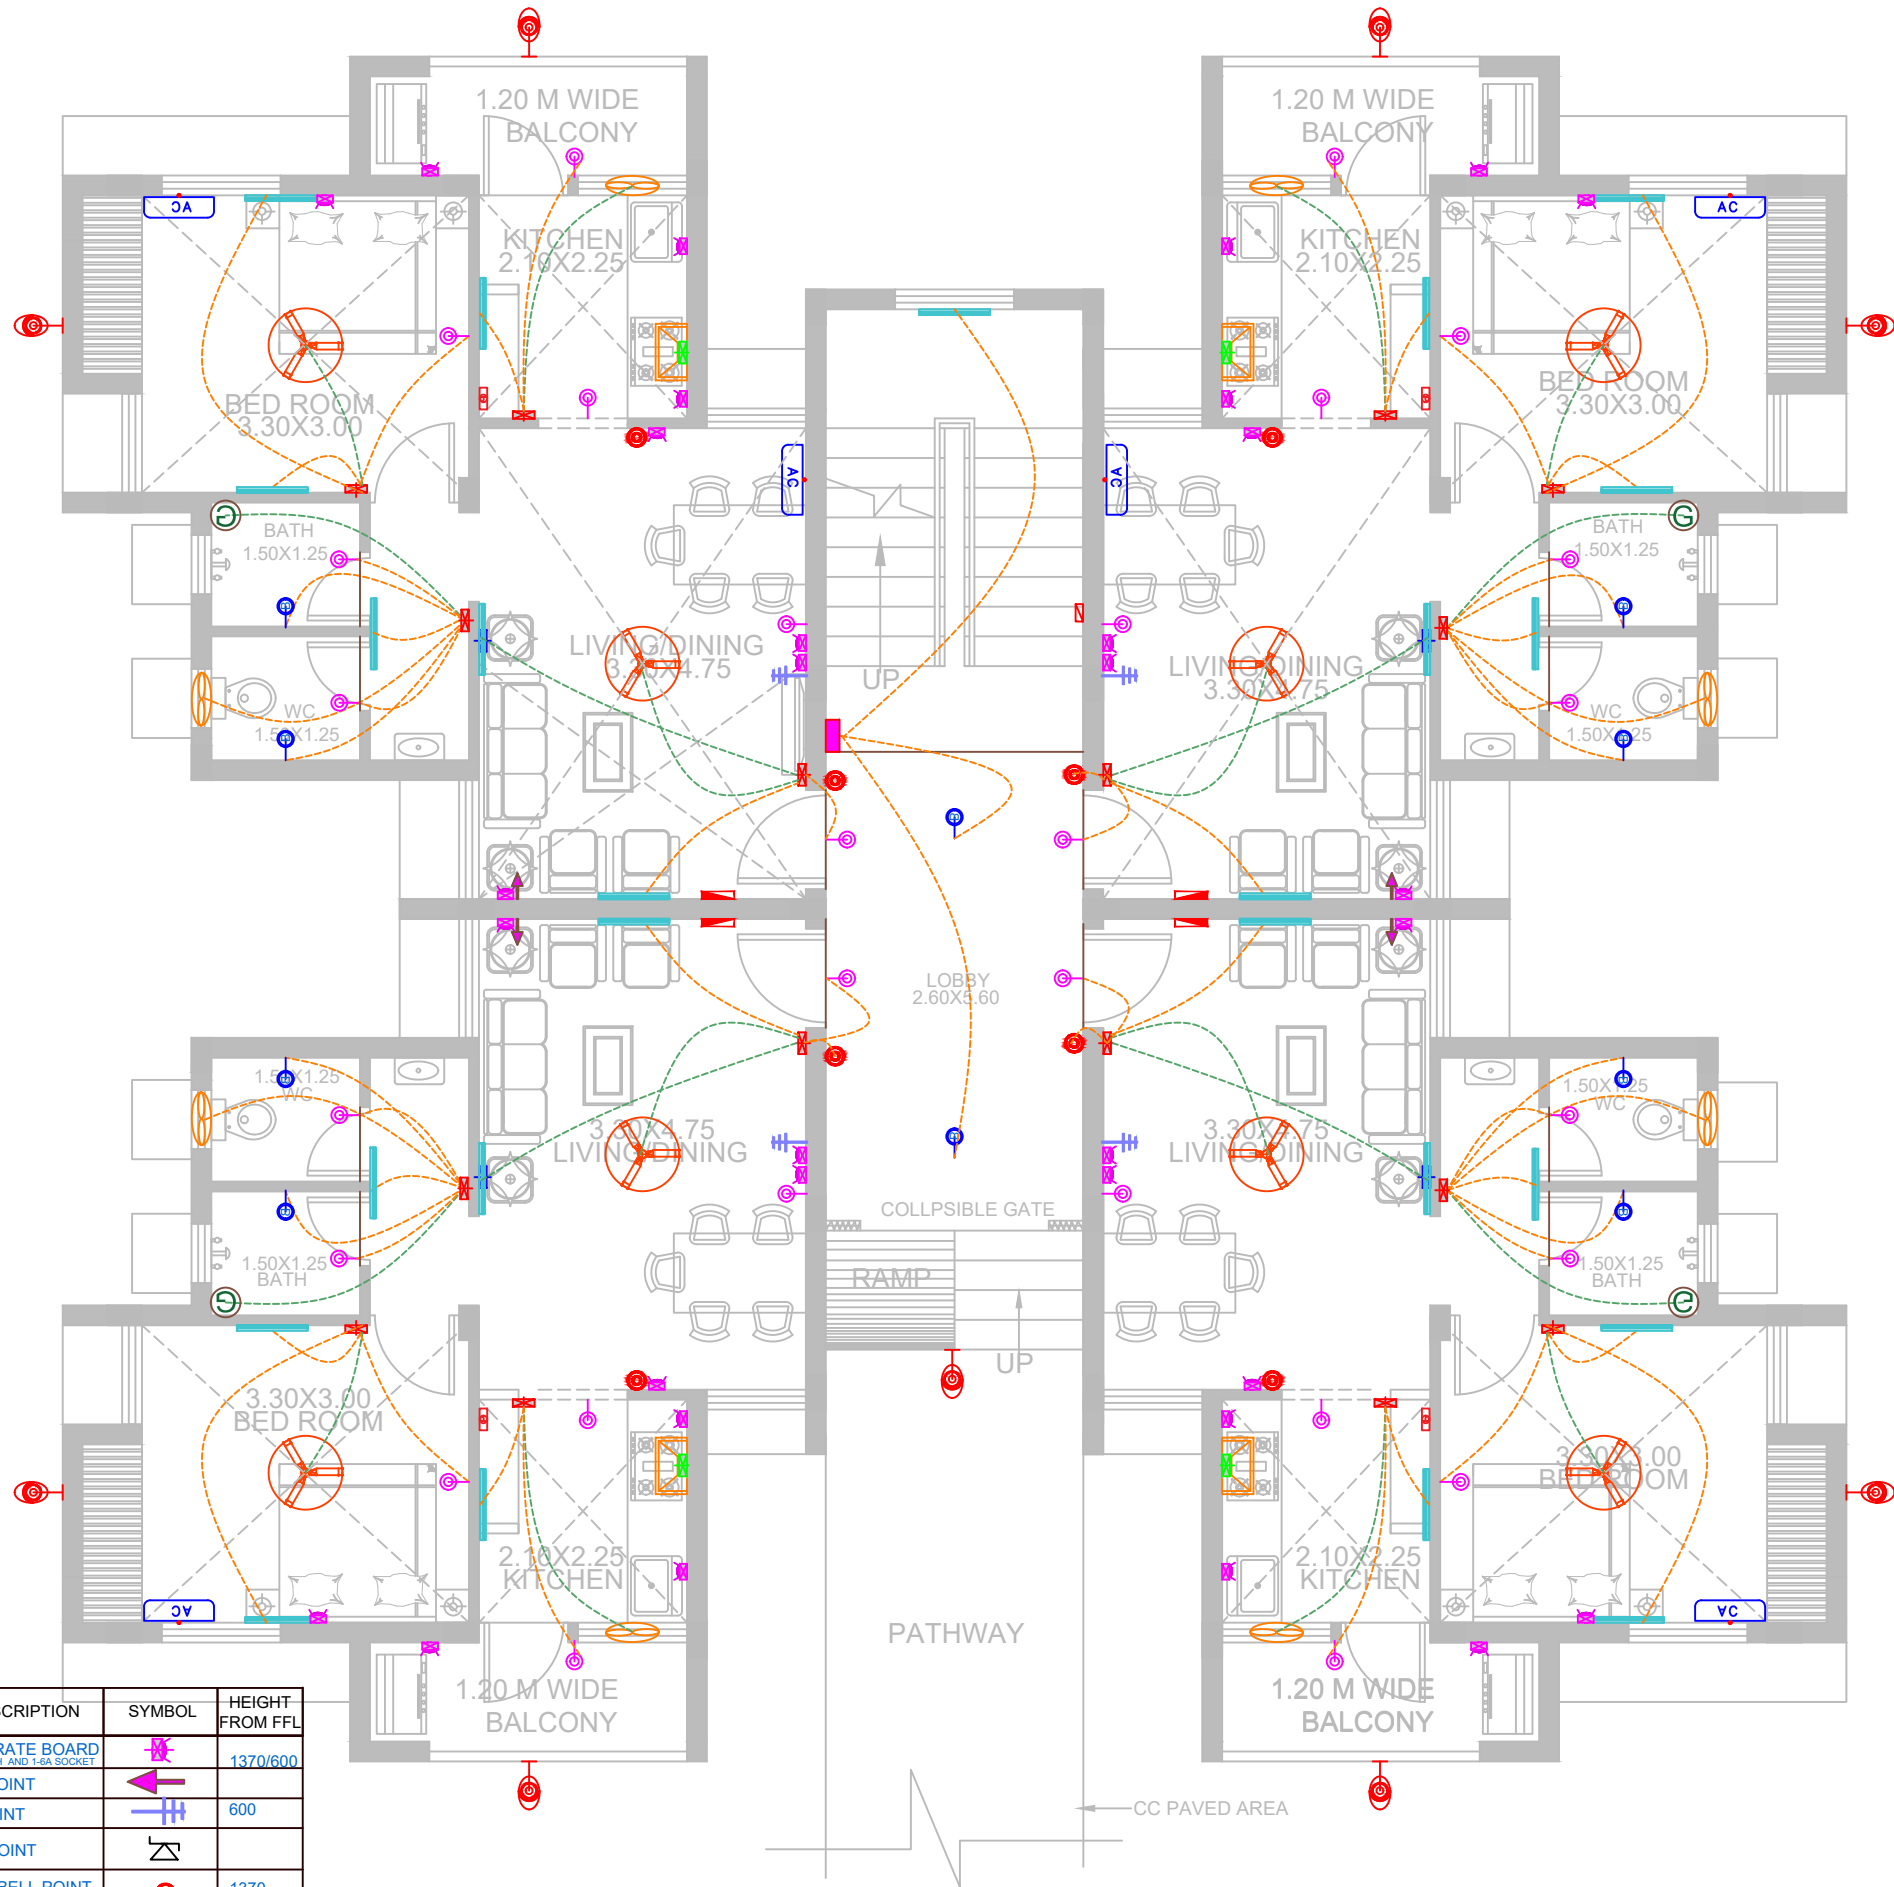 1.20 M WIDE
BALCONY
1.20 M WIDE
BALCONY
AC
AC
KITCHEN
2.10X2.25
KITCHEN
2.10X2.25
BED ROOM
3.30X3.00
BED ROOM
3.30X3.00
AC
AC
BATH
1.50X1.25
G
BATH
1.50X1.25
G
LIVING/DINING
LIVING/DINING
3.30X4.75
UP
WC
1.50X1.25
WC
1.50X1.25
LOBBY
2.60X5.60
1.50X1.25
WC
1.50X1.25
WC
3.30X4.75
LIVING/DINING
3.30X4.75
LIVING/DINING
COLLPSIBLE GATE
1.50X1.25
BATH
G
1.50X1.25
BATH
G
RAMP
UP
3.30X3.00
BED ROOM
3.30X3.00
BED ROOM
2.10X2.25
KITCHEN
2.10X2.25
KITCHEN
AC
AC
PATHWAY
1.20 M WIDE
BALCONY
1.20 M WIDE
BALCONY
CC PAVED AREA
CRIPTION SYMBOL HEIGHT
FROM FFL
RATE BOARD
AND 1-6A SOCKET 1370/600
OINT
INT 600
OINT
BELL POINT 1370